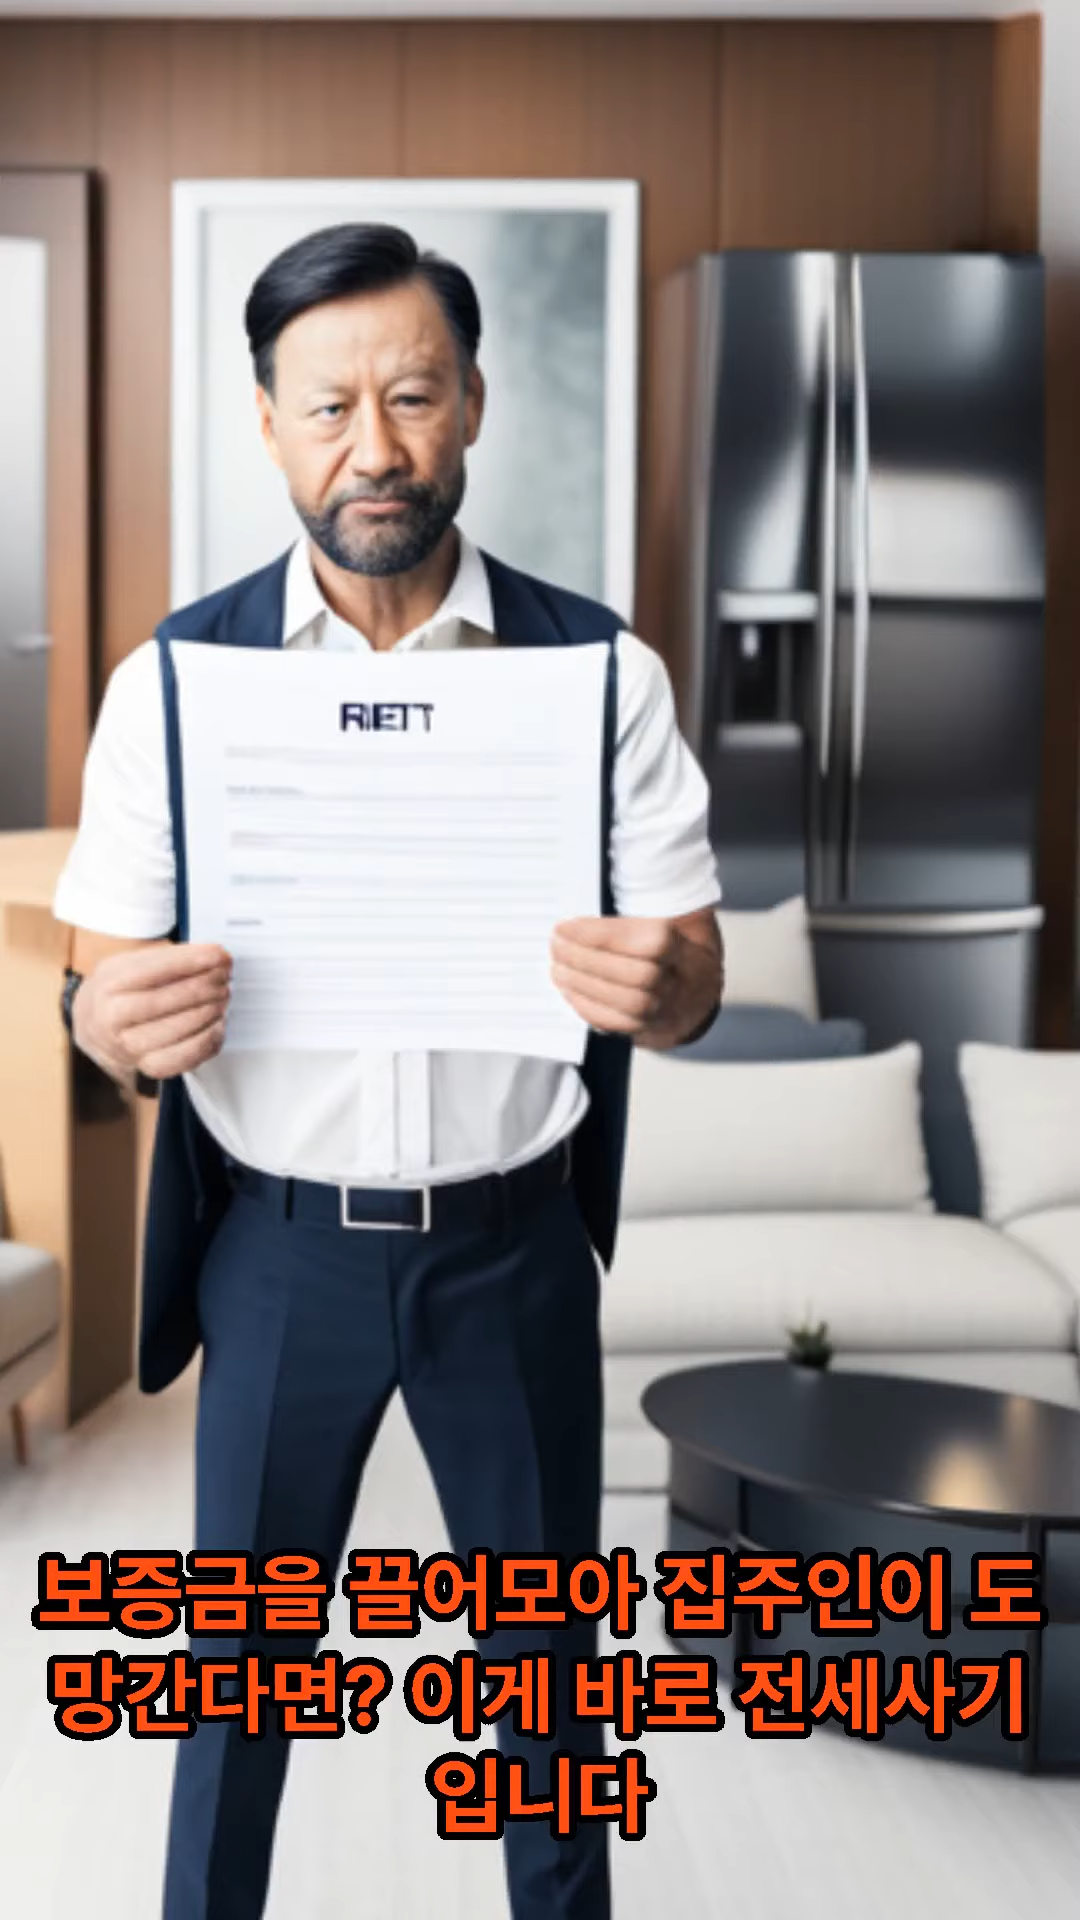 보증금을 끌어모아 집주인이 도
망간다면? 이게 바로 전세사기
입니다